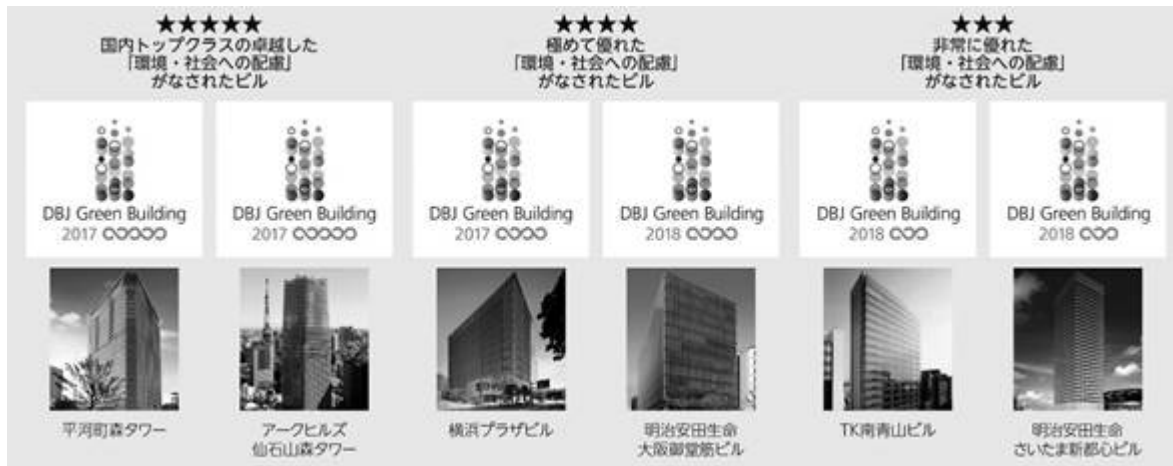 ★★★★★
国内トップクラスの卓越した
「環境・社会への配慮」
がなされたビル
DBJ Green Building
2017
DBJ Green Building
2017
平河町森タワー
アークヒルズ
仙石山森タワー
★★★★
極めて優れた
「環境・社会への配慮」
がなされたビル
DBJ Green Building
2017
DBJ Green Building
2018
横浜プラザビル
明治安田生命
大阪御堂筋ビル
★★★
非常に優れた
「環境・社会への配慮」
がなされたビル
DBJ Green Building
2018
DBJ Green Building
2018
TK南青山ビル
明治安田生命
さいたま新都心ビル